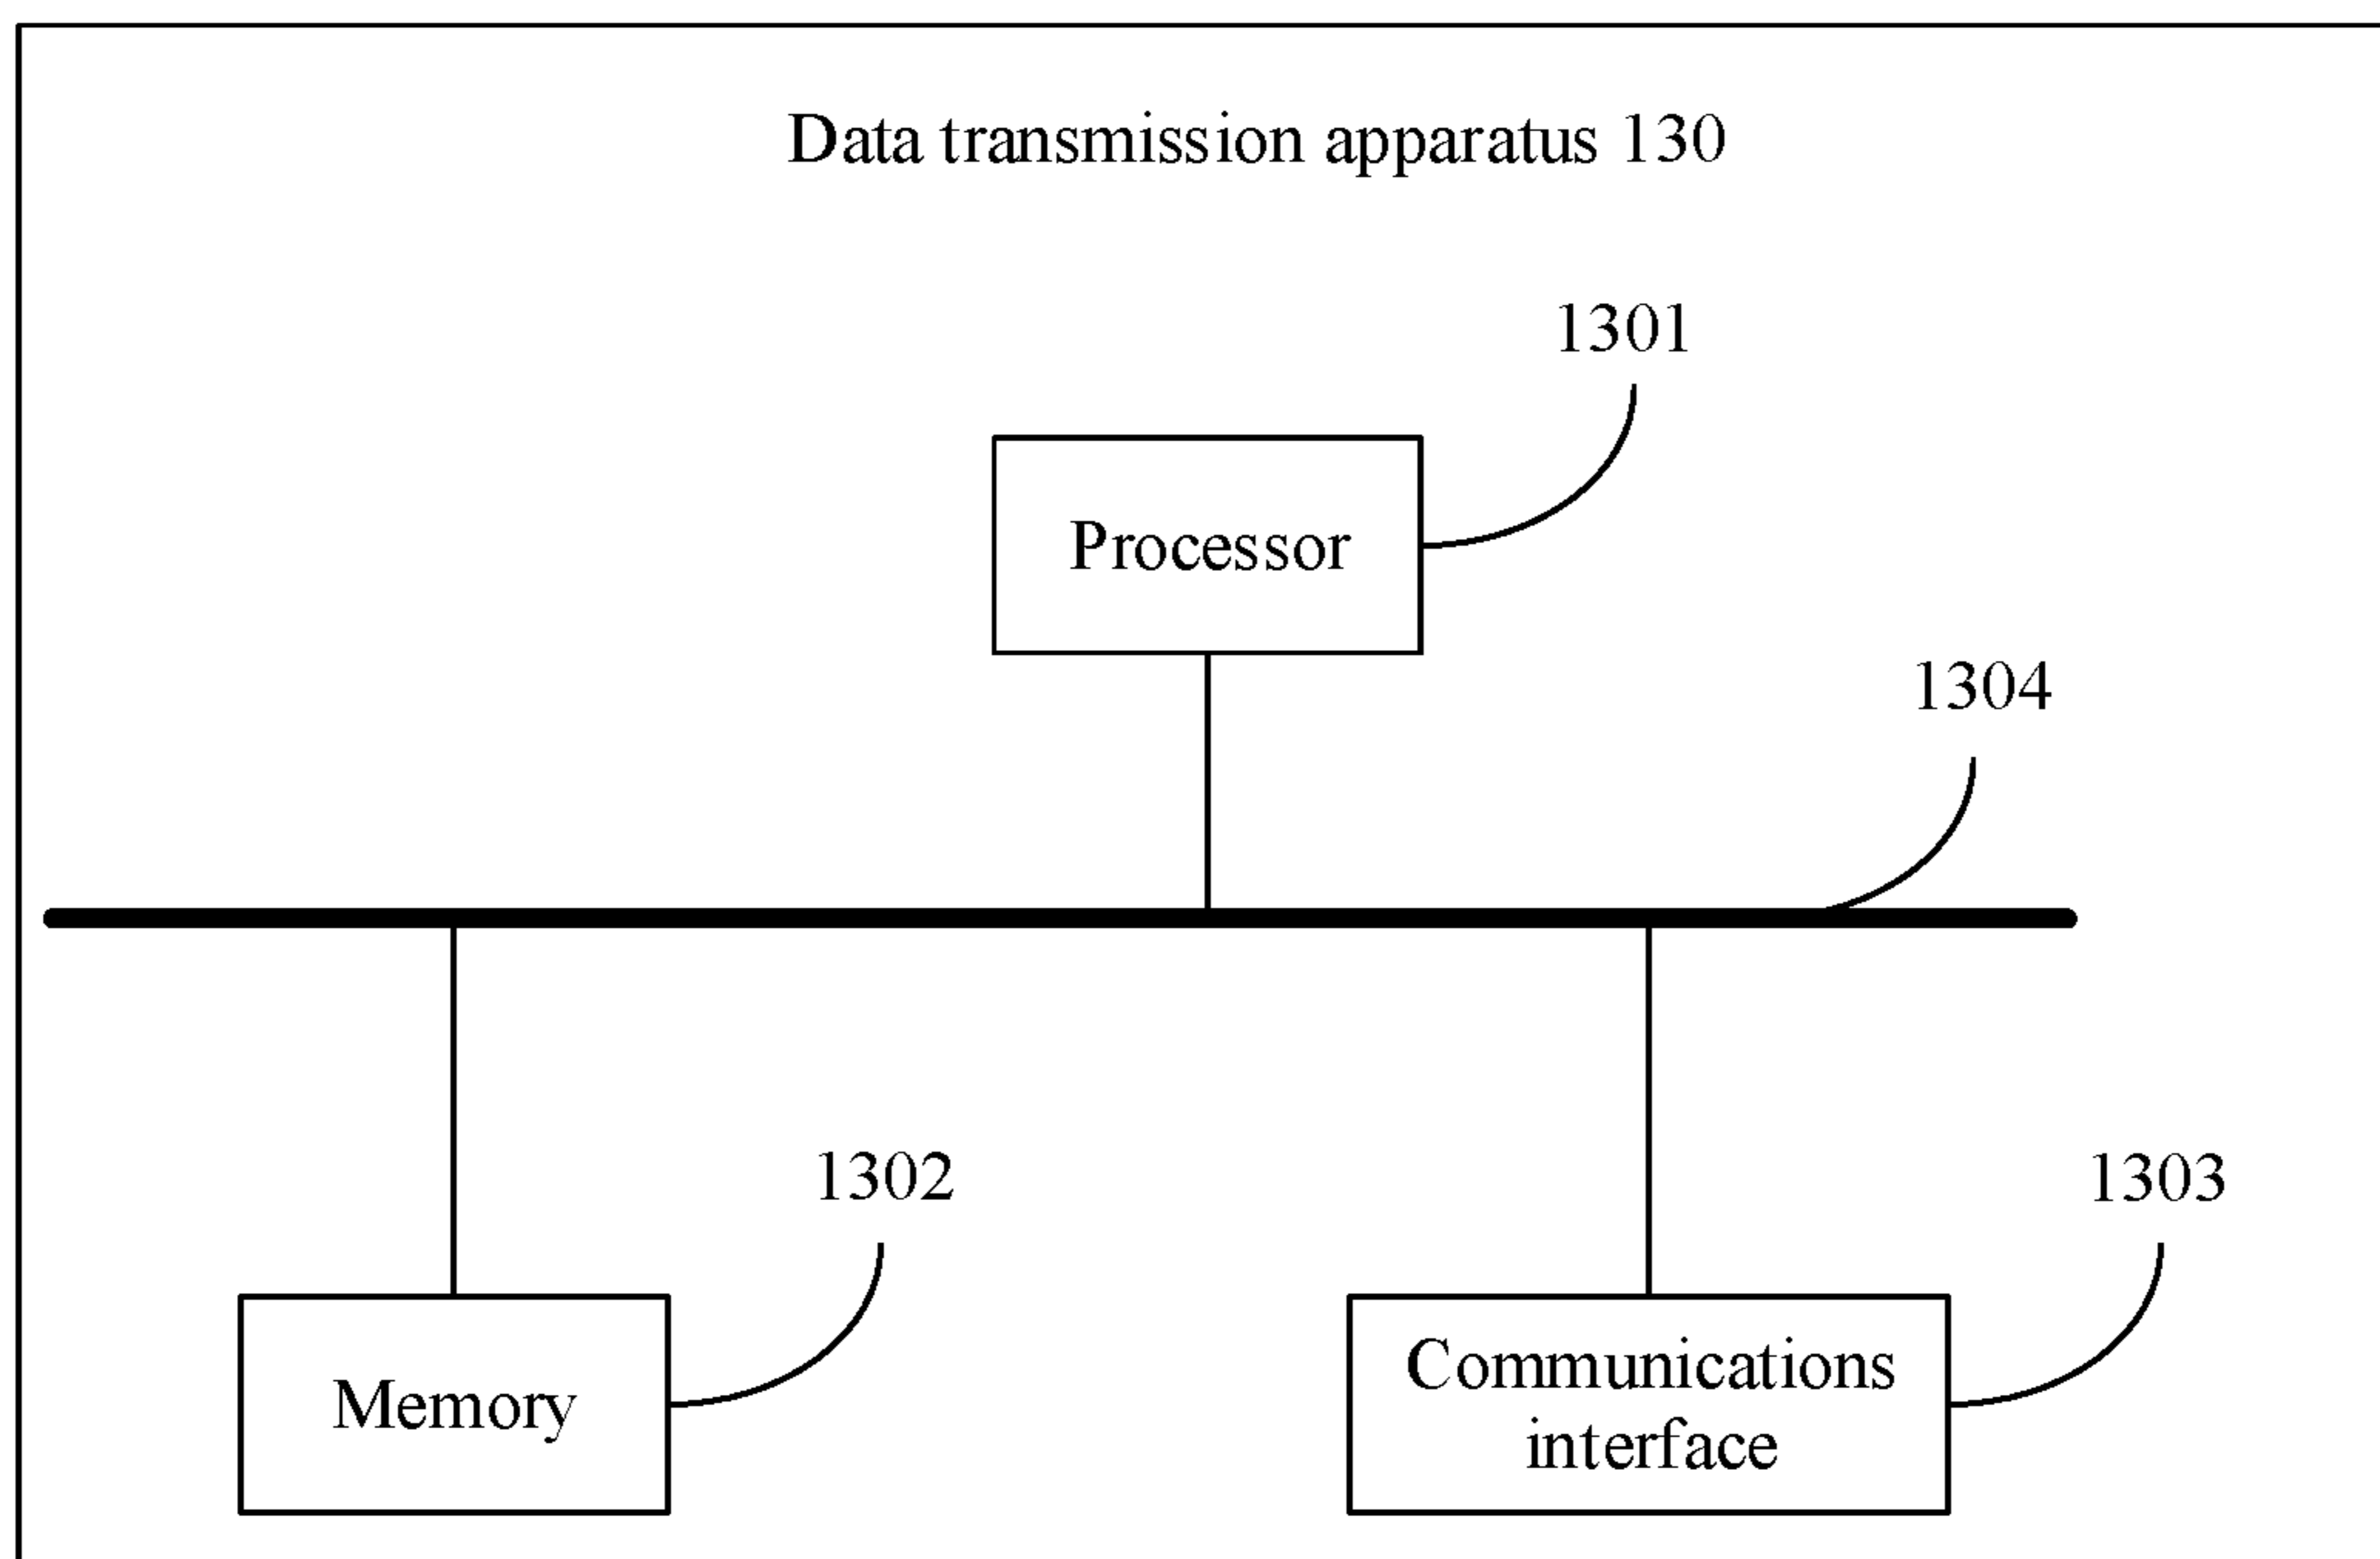 Data transmission apparatus 130
1301
Processor
1304
1302
1303
Memory
Communications
interface